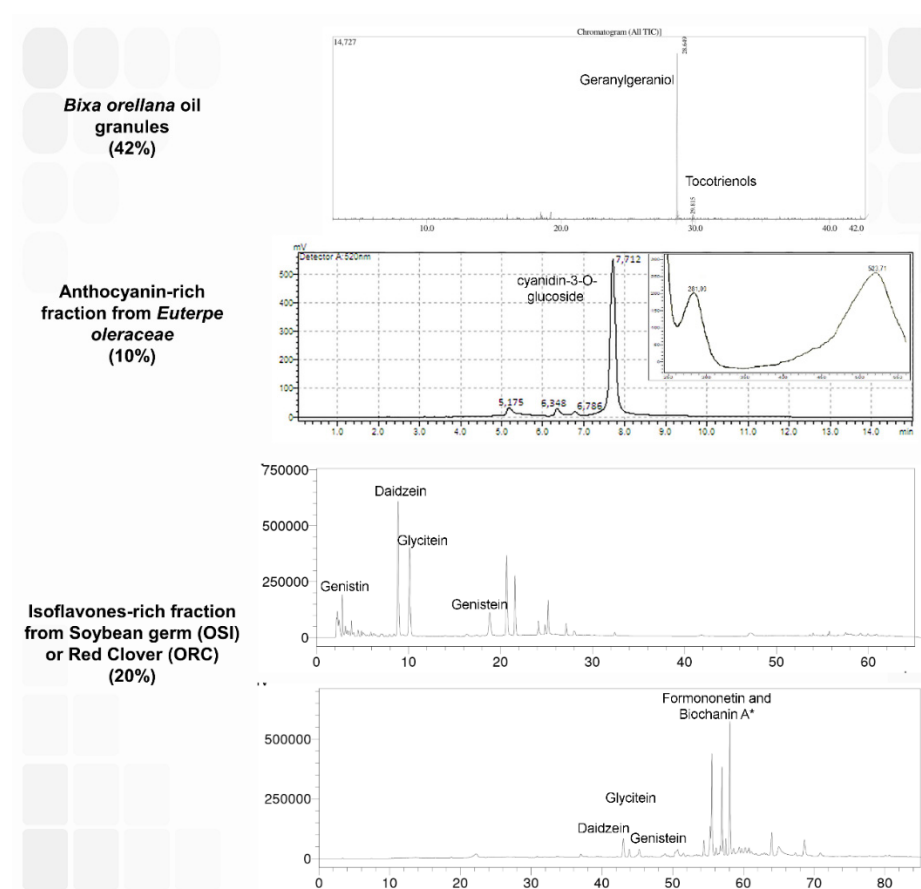 Chromatogram (All TIC)]
14,727
28.649
Geranylgeraniol
Bixa orellana oil
granules
(42%)
Tocotrienols
29.815
10.0 20.0 30.0 40.0 42.0
mV
Detector A:520nm
7,712
500
400
300
200
100
0
cyanidin-3-O-
glucoside
Anthocyanin-rich
fraction from Euterpe
oleraceae
(10%)
5,175 6,348 6,786
1.0 2.0 3.0 4.0 5.0 6.0 7.0 8.0 9.0 10.0 11.0 12.0 13.0 14.0 min
750000
500000
250000
0
Daidzein
Glycitein
Genistin
Genistein
0 10 20 30 40 50 60
Isoflavones-rich fraction
from Soybean germ (OSI)
or Red Clover (ORC)
(20%)
Formononetin and
Biochanin A*
500000
250000
0
Glycitein
Daidzein
Genistein
0 10 20 30 40 50 60 70 80